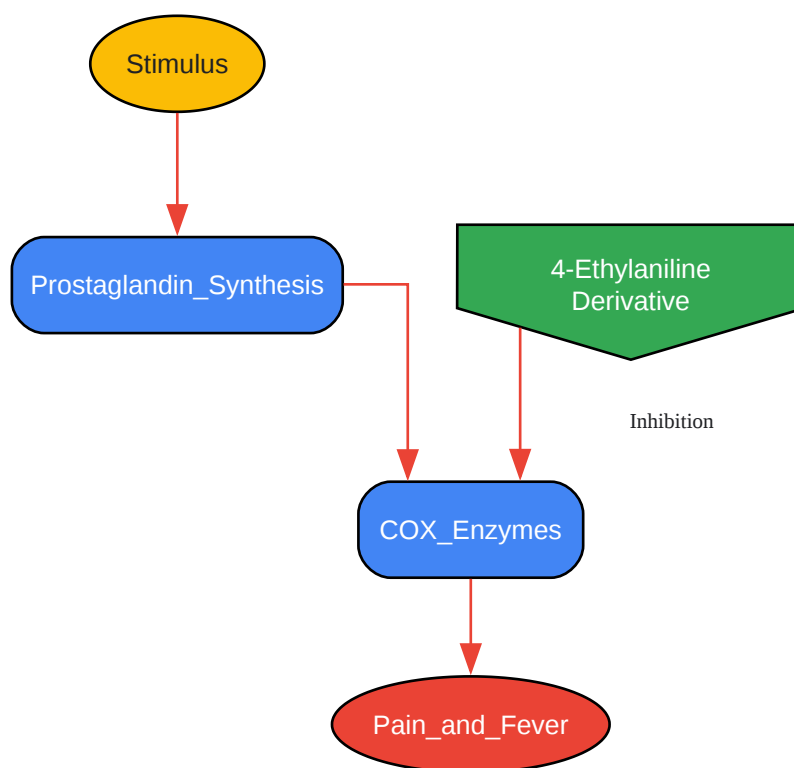 Stimulus
Prostaglandin_Synthesis
4-Ethylaniline
Derivative
Inhibition
COX_Enzymes
Pain_and_Fever